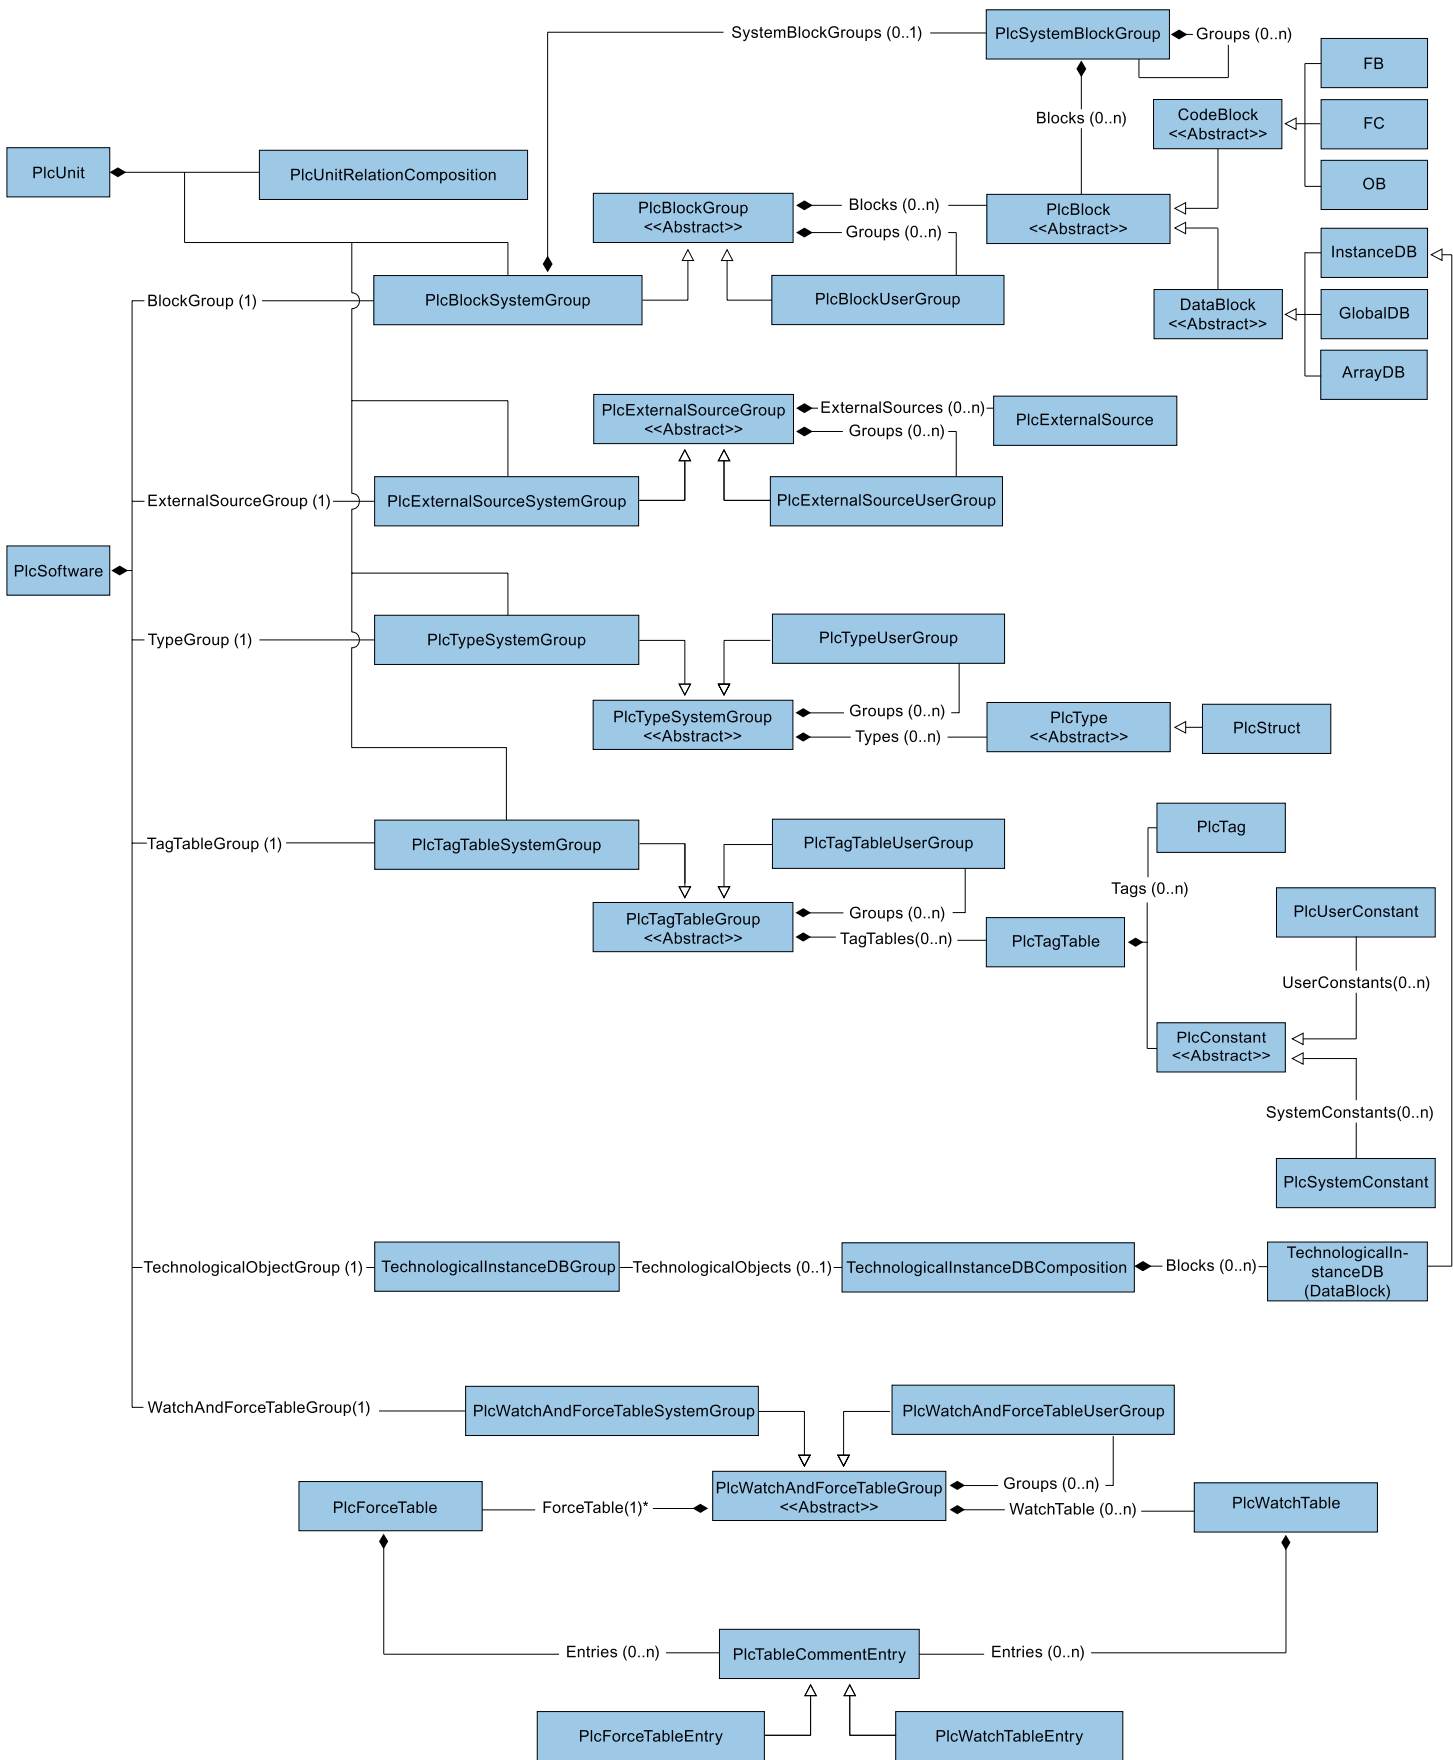 SystemBlockGroups (0..1)
PlcSystemBlockGroup
Groups (0..n)
FB
Blocks (0..n)
CodeBlock
<<Abstract>>
FC
PlcUnit
PlcUnitRelationComposition
OB
PlcBlockGroup
<<Abstract>>
Blocks (0..n)
Groups (0..n)
PlcBlock
<<Abstract>>
InstanceDB
BlockGroup (1)
PlcBlockSystemGroup
PlcBlockUserGroup
DataBlock
<<Abstract>>
GlobalDB
ArrayDB
PlcExternalSourceGroup
<<Abstract>>
ExternalSources (0..n)
Groups (0..n)
PlcExternalSource
ExternalSourceGroup (1)
PlcExternalSourceSystemGroup
PlcExternalSourceUserGroup
PlcSoftware
TypeGroup (1)
PlcTypeSystemGroup
PlcTypeUserGroup
PlcTypeSystemGroup
<<Abstract>>
Groups (0..n)
Types (0..n)
PlcType
<<Abstract>>
PlcStruct
TagTableGroup (1)
PlcTagTableSystemGroup
PlcTagTableUserGroup
PlcTag
Tags (0..n)
PlcTagTableGroup
<<Abstract>>
Groups (0..n)
TagTables(0..n)
PlcTagTable
PlcUserConstant
UserConstants(0..n)
PlcConstant
<<Abstract>>
SystemConstants(0..n)
PlcSystemConstant
TechnologicalObjectGroup (1)
TechnologicalInstanceDBGroup
TechnologicalObjects (0..1)
TechnologicalInstanceDBComposition
Blocks (0..n)
TechnologicalIn-
stanceDB
(DataBlock)
WatchAndForceTableGroup(1)
PlcWatchAndForceTableSystemGroup
PlcWatchAndForceTableUserGroup
PlcForceTable
ForceTable(1)*
PlcWatchAndForceTableGroup
<<Abstract>>
Groups (0..n)
WatchTable (0..n)
PlcWatchTable
Entries (0..n)
PlcTableCommentEntry
Entries (0..n)
PlcForceTableEntry
PlcWatchTableEntry